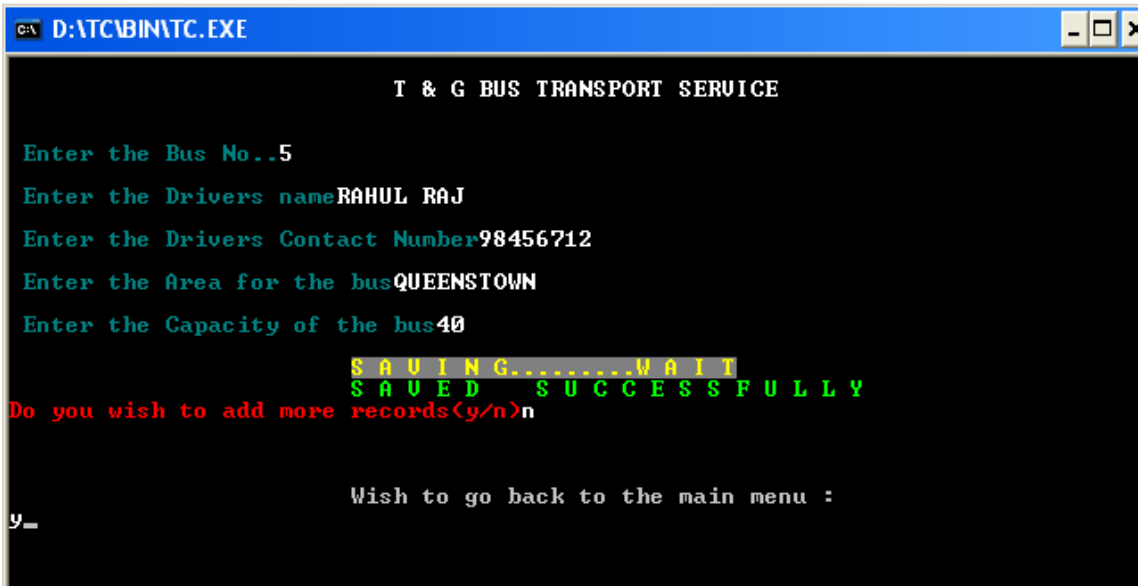 D:\TC\BIN\TC.EXE
T & G BUS TRANSPORT SERVICE
Enter the Bus No..5
Enter the Drivers nameRAHUL RAJ
Enter the Drivers Contact Number98456712
Enter the Area for the busQUEENSTOWN
Enter the Capacity of the bus40
S A V I N G.........W A I T
S A V E D   S U C C E S S F U L L Y
Do you wish to add more records(y/n)n
Wish to go back to the main menu :
y_